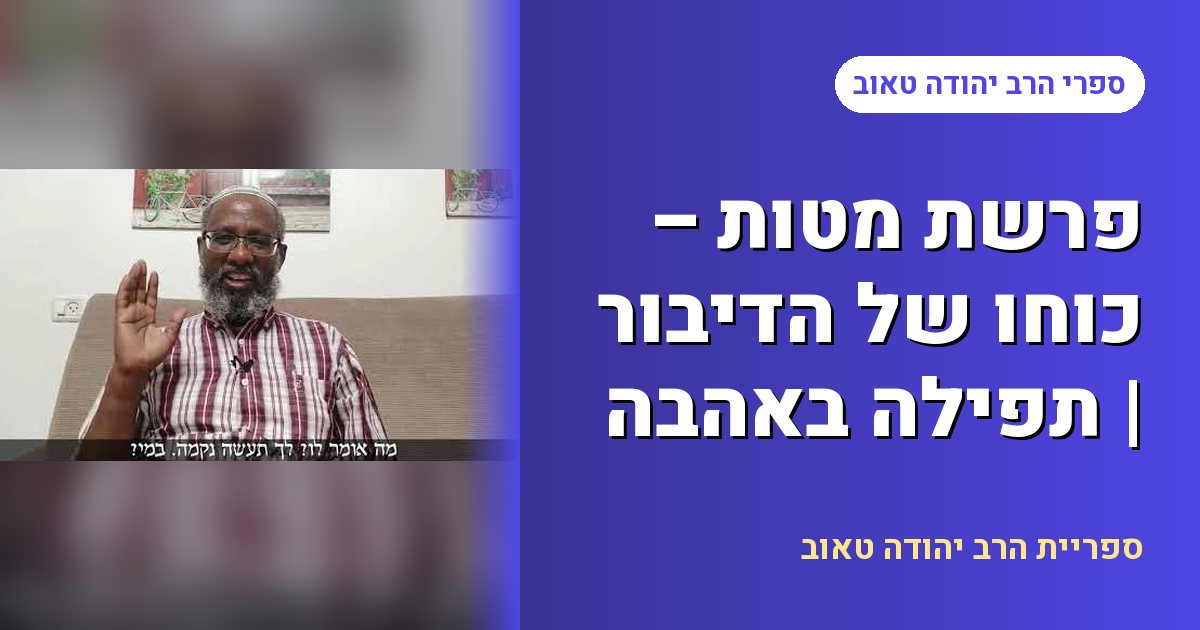 ספרי הרב יהודה טאוב
פרשת מטות –
כוחו של הדיבור
| תפילה באהבה
ספריית הרב יהודה טאוב
מה אומר לו? לך תעשה נקמה. במי?